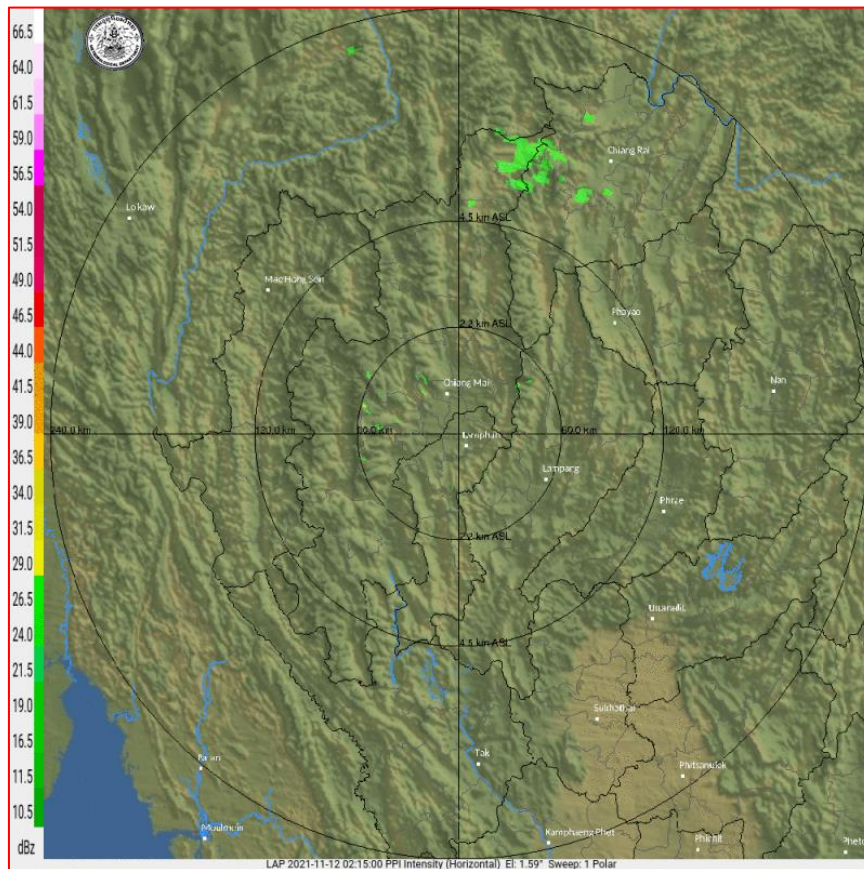 66.5
64.0
61.5
59.0
56.5
54.0
51.5
49.0
46.5
44.0
41.5
39.0
36.5
34.0
31.5
29.0
26.5
24.0
21.5
19.0
16.5
14.0
11.5
10.5
dBz
Chiang Rai
Loikaw
4.5 km ASL
Mae Hong Son
Phayao
2.3 km ASL
Chiang Mai
Nan
240.0 km
120.0 km
60.0 km
60.0 km
120.0 km
Lamphun
Lampang
Phrae
2.2 km ASL
Uttaradit
4.5 km ASL
Sukhothai
Tak
Pa'an
Phitsanulok
Moulmein
Kamphaeng Phet
Phichit
LAP 2021-11-12 02:15:00 PPI Intensity (Horizontal) El: 1.59° Sweep: 1 Polar